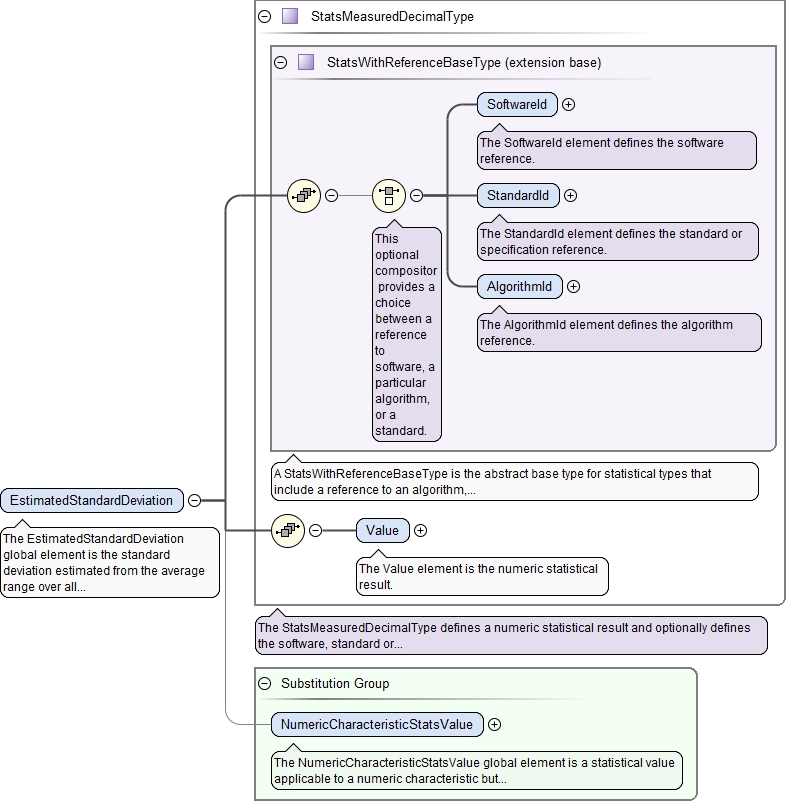 StatsMeasuredDecimalType
StatsWithReferenceBaseType (extension base)
SoftwareId
The SoftwareId element defines the software
reference.
StandardId
The StandardId element defines the standard or
specification reference.
AlgorithmId
The AlgorithmId element defines the algorithm
reference.
This
optional
compositor
provides a
choice
between a
reference
to
software, a
particular
algorithm,
or a
standard.
A StatsWithReferenceBaseType is the abstract base type for statistical types that
include a reference to an algorithm,...
EstimatedStandardDeviation
The EstimatedStandardDeviation
global element is the standard
deviation estimated from the average
range over all...
Value
The Value element is the numeric statistical
result.
The StatsMeasuredDecimalType defines a numeric statistical result and optionally defines
the software, standard or...
Substitution Group
NumericCharacteristicStatsValue
The NumericCharacteristicStatsValue global element is a statistical value
applicable to a numeric characteristic but...